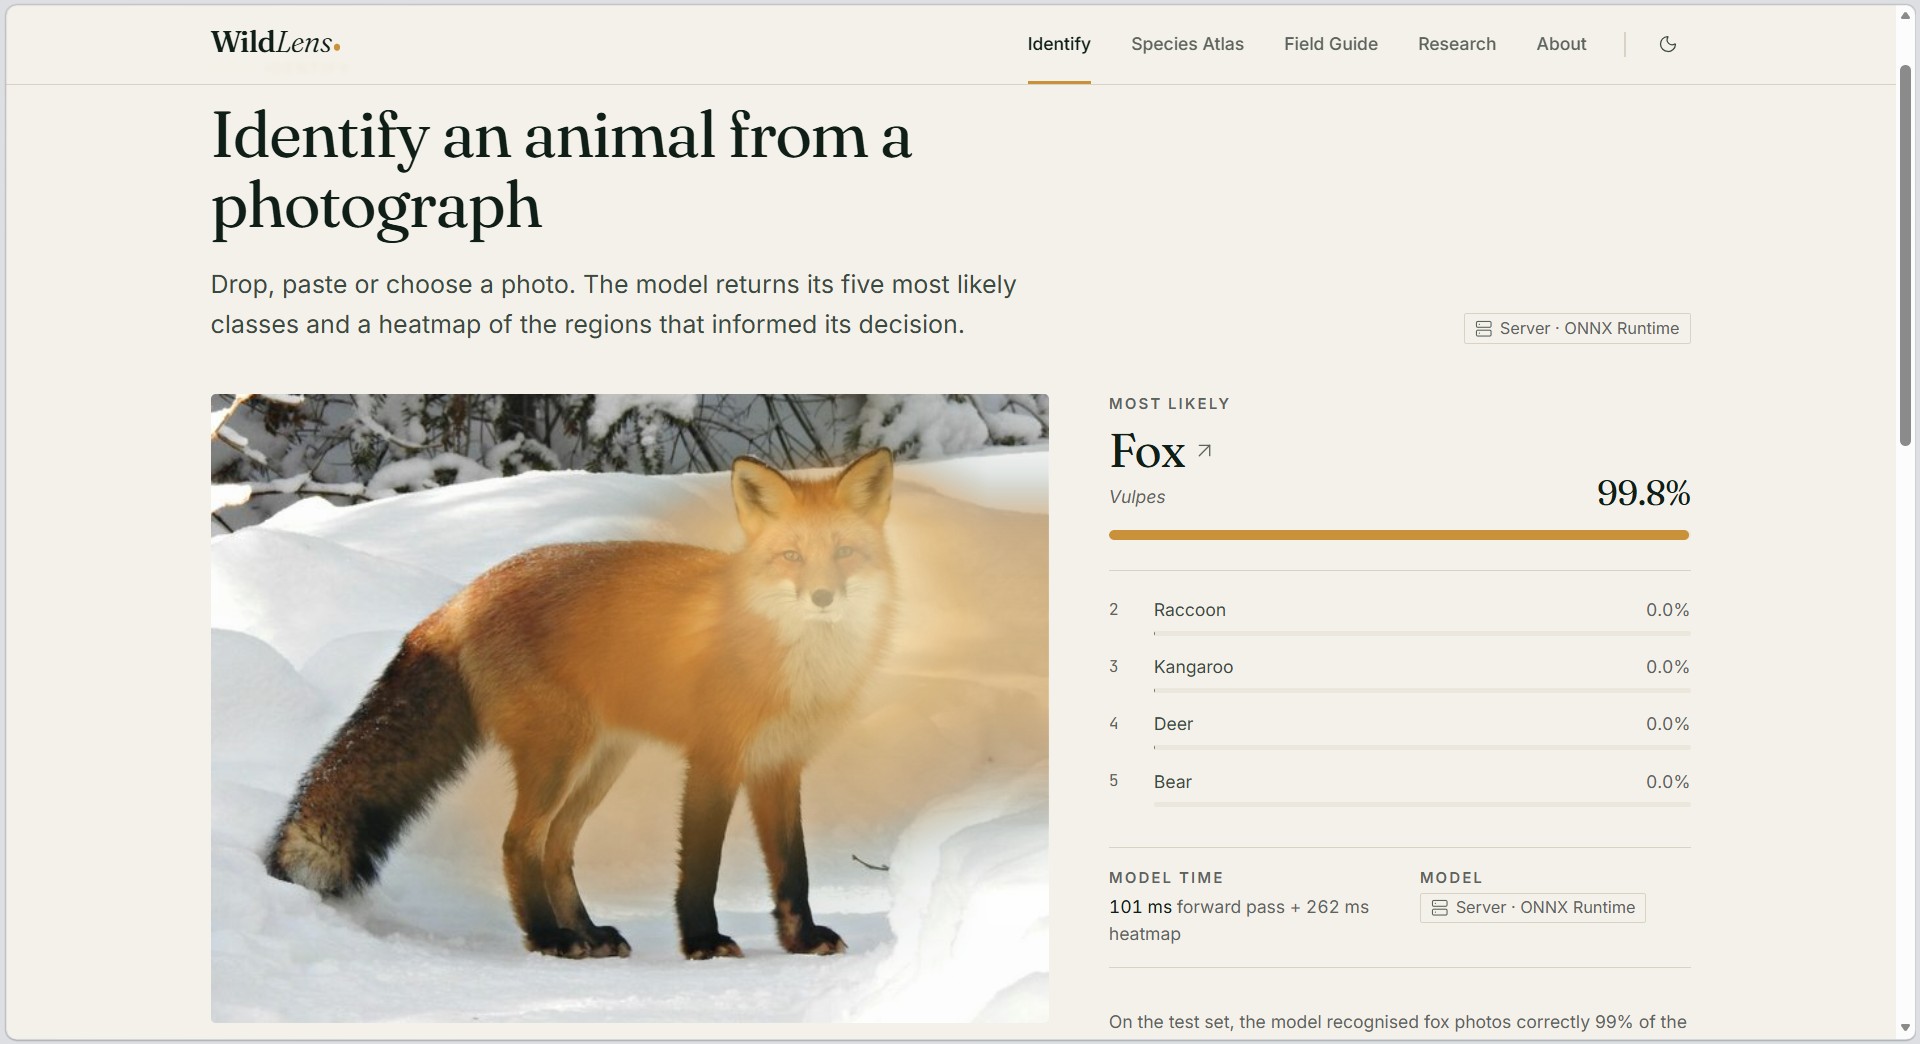 WildLens.
Identify
Species Atlas
Field Guide
Research
About
Identify an animal from a
photograph
Drop, paste or choose a photo. The model returns its five most likely
classes and a heatmap of the regions that informed its decision.
Server · ONNX Runtime
MOST LIKELY
Fox
Vulpes
99.8%
2 Raccoon 0.0%
3 Kangaroo 0.0%
4 Deer 0.0%
5 Bear 0.0%
MODEL TIME
101 ms forward pass + 262 ms
heatmap
MODEL
Server · ONNX Runtime
On the test set, the model recognised fox photos correctly 99% of the